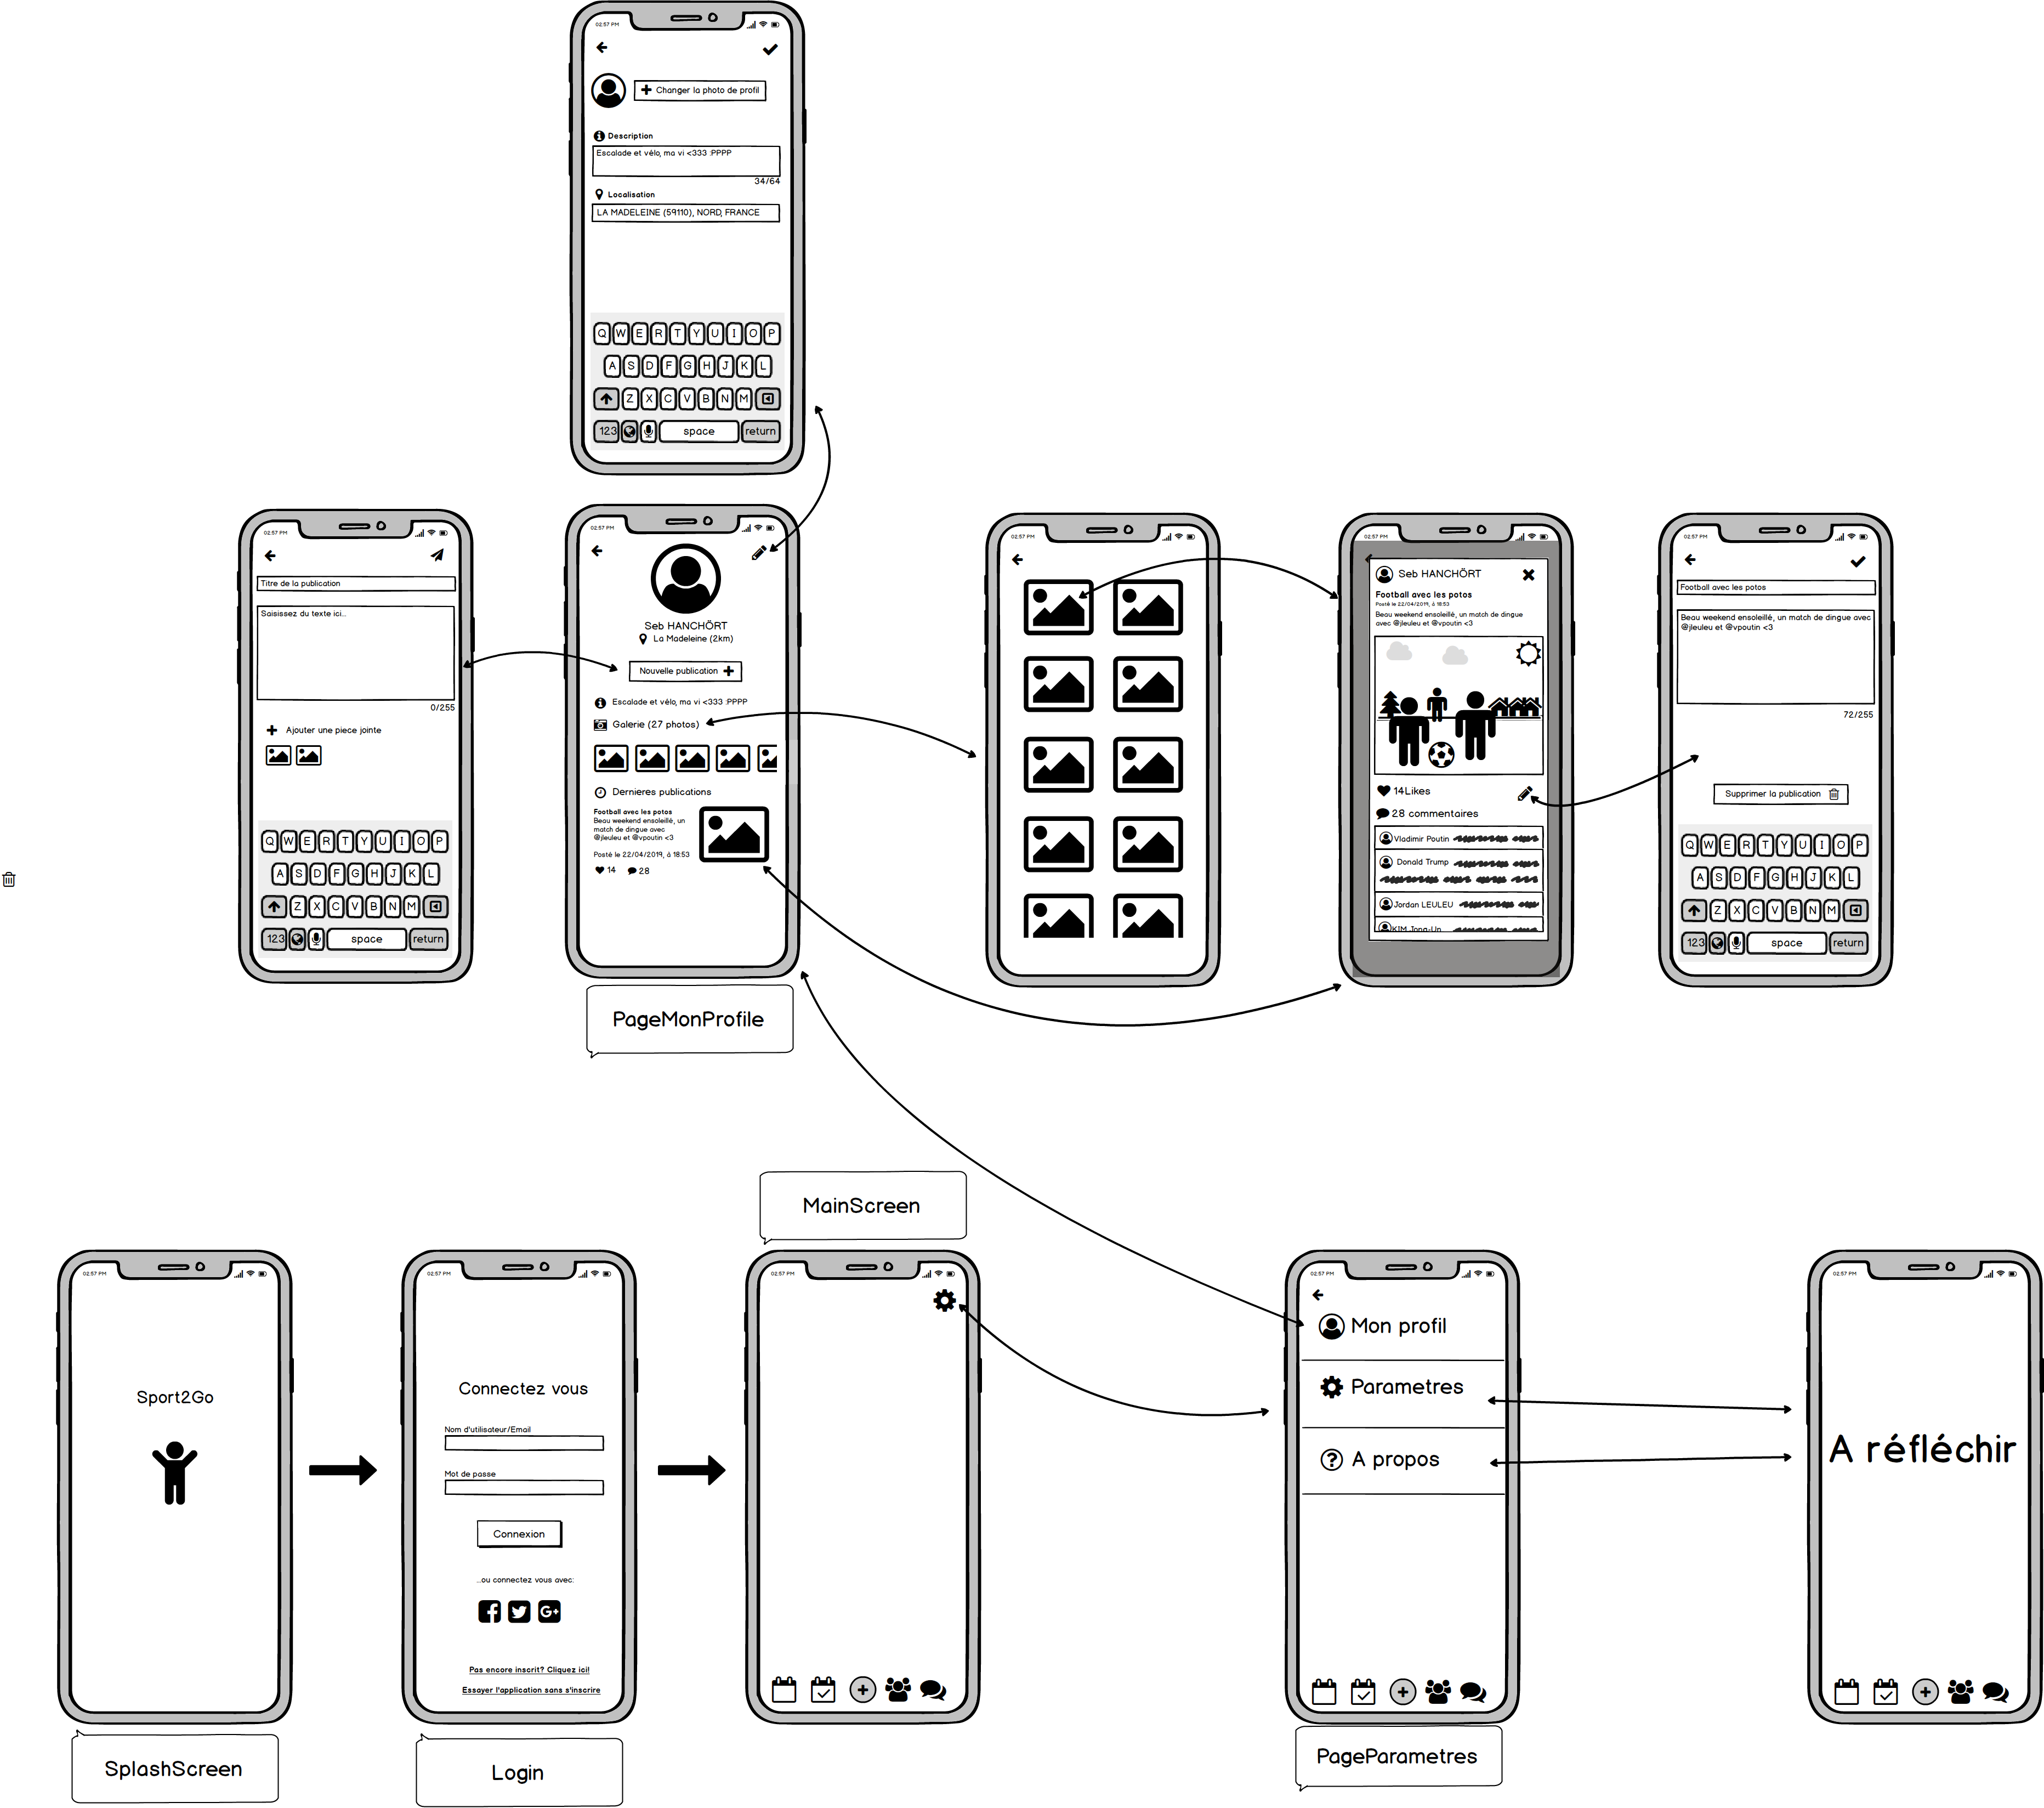 02:57 PM
Changer la photo de profil
Description
Escalade et vélo, ma vi <333 :PPPP
34/64
Localisation
LA MADELEINE (59110), NORD, FRANCE
Q W E R T Y U I O P
A S D F G H J K L
Z X C V B N M
123 space return
02:57 PM
Titre de la publication
Saisissez du texte ici...
0/255
Ajouter une piece jointe
Q W E R T Y U I O P
A S D F G H J K L
Z X C V B N M
123 space return
02:57 PM
Seb HANCHÖRT
La Madeleine (2km)
Nouvelle publication
Escalade et vélo, ma vi <333 :PPPP
Galerie (27 photos)
Dernieres publications
Football avec les potos
Beau weekend ensoleillé, un
match de dingue avec
@jleuleu et @vpoutin <3
Posté le 22/04/2019, à 18:53
14 28
PageMonProfile
02:57 PM
02:57 PM
Seb HANCHÖRT
Football avec les potos
Posté le 22/04/2019, à 18:53
Beau weekend ensoleillé, un match de dingue
avec @jleuleu et @vpoutin <3
14Likes
28 commentaires
Vladimir Poutin
Donald Trump
Jordan LEULEU
KIM Jong-Un
02:57 PM
Football avec les potos
Beau weekend ensoleillé, un match de dingue avec
@jleuleu et @vpoutin <3
72/255
Supprimer la publication
Q W E R T Y U I O P
A S D F G H J K L
Z X C V B N M
123 space return
02:57 PM
Sport2Go
SplashScreen
02:57 PM
Connectez vous
Nom d'utilisateur/Email
Mot de passe
Connexion
...ou connectez vous avec:
Pas encore inscrit? Cliquez ici!
Essayer l'application sans s'inscrire
Login
MainScreen
02:57 PM
02:57 PM
Mon profil
Parametres
A propos
PageParametres
02:57 PM
A réfléchir